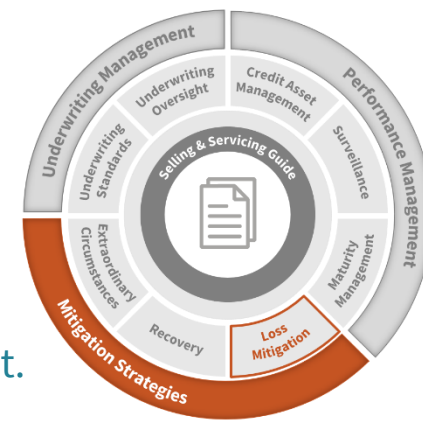 Underwriting Management
Performance Management
Mitigation Strategies
Underwriting
Oversight
Credit Asset
Management
Surveillance
Maturity
Management
Loss
Mitigation
Recovery
Extraordinary
Circumstances
Underwriting
Standards
Selling & Servicing Guide
t.